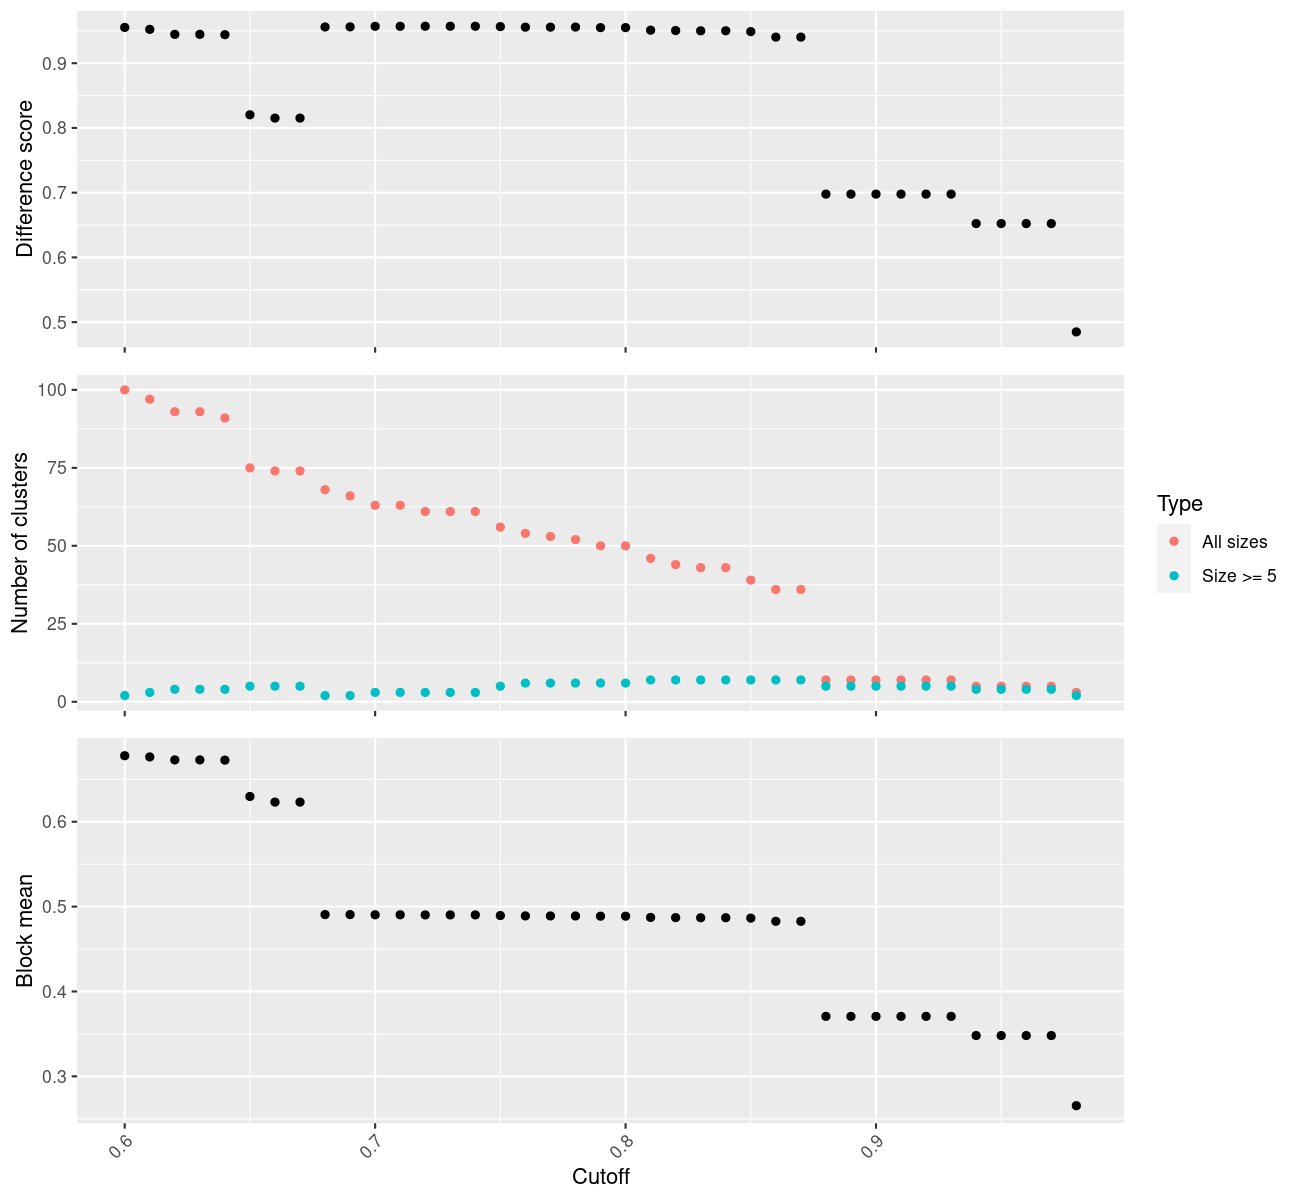 Difference score
0.9
0.8
0.7
0.6
0.5
Number of clusters
100
75
50
25
0
Type
All sizes
Size >= 5
Block mean
0.6
0.5
0.4
0.3
0.6 0.7 0.8 0.9
Cutoff